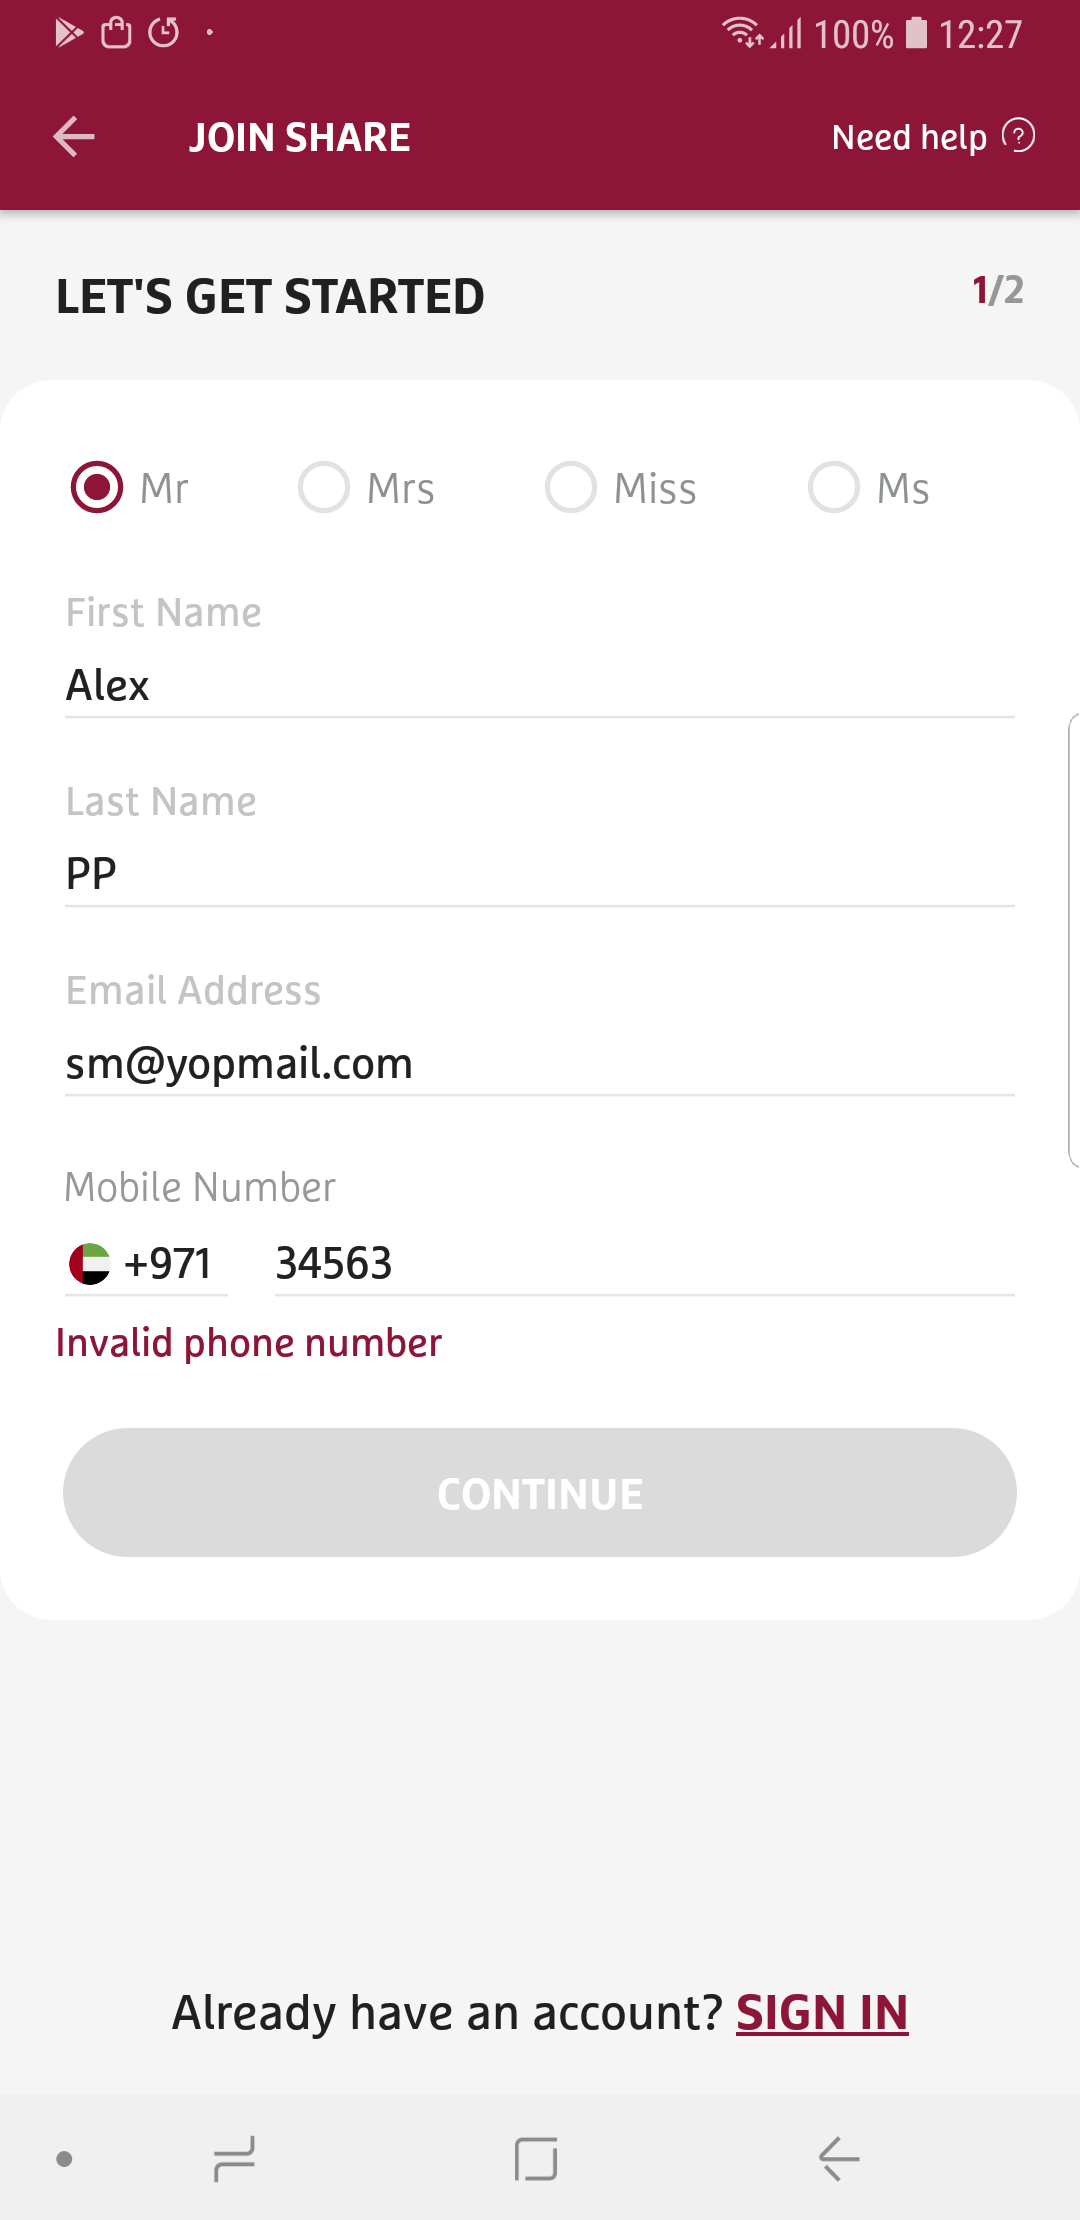 100% 12:27
JOIN SHARE Need help ?
LET'S GET STARTED 1/2
Mr Mrs Miss Ms
First Name
Alex
Last Name
PP
Email Address
sm@yopmail.com
Mobile Number
+971 34563
Invalid phone number
CONTINUE
Already have an account? SIGN IN